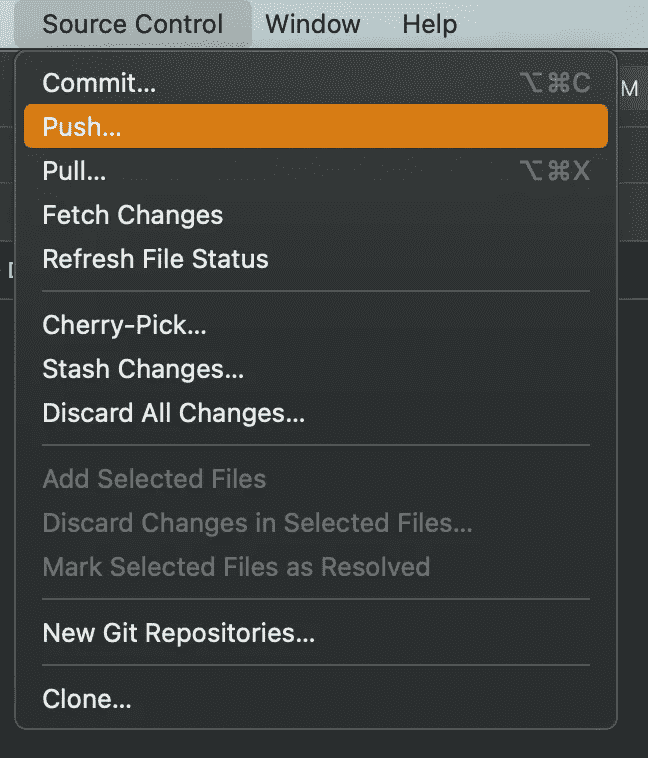 Source Control Window Help
Commit... ⌥⌘C
M
Push...
Pull... ⌥⌘X
Fetch Changes
Refresh File Status
Cherry-Pick...
Stash Changes...
Discard All Changes...
Add Selected Files
Discard Changes in Selected Files...
Mark Selected Files as Resolved
New Git Repositories...
Clone...